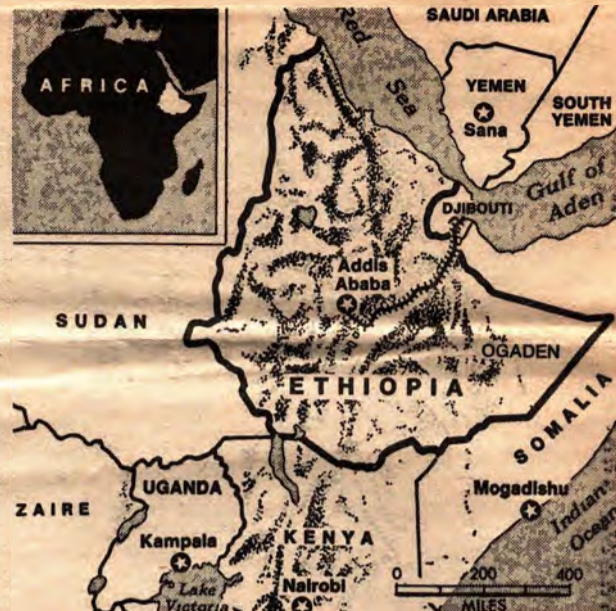 AFRICA
Red
Sea
SAUDI ARABIA
YEMEN
Sana
SOUTH
YEMEN
Gulf of
Aden
DJIBOUTI
Addis
Ababa
SUDAN
OGADEN
ETHIOPIA
SOMALIA
ZAIRE
UGANDA
Kampala
Lake
Victoria
KENYA
Nairobi
Mogadishu
Indian
Ocean
0 200 400
MILES